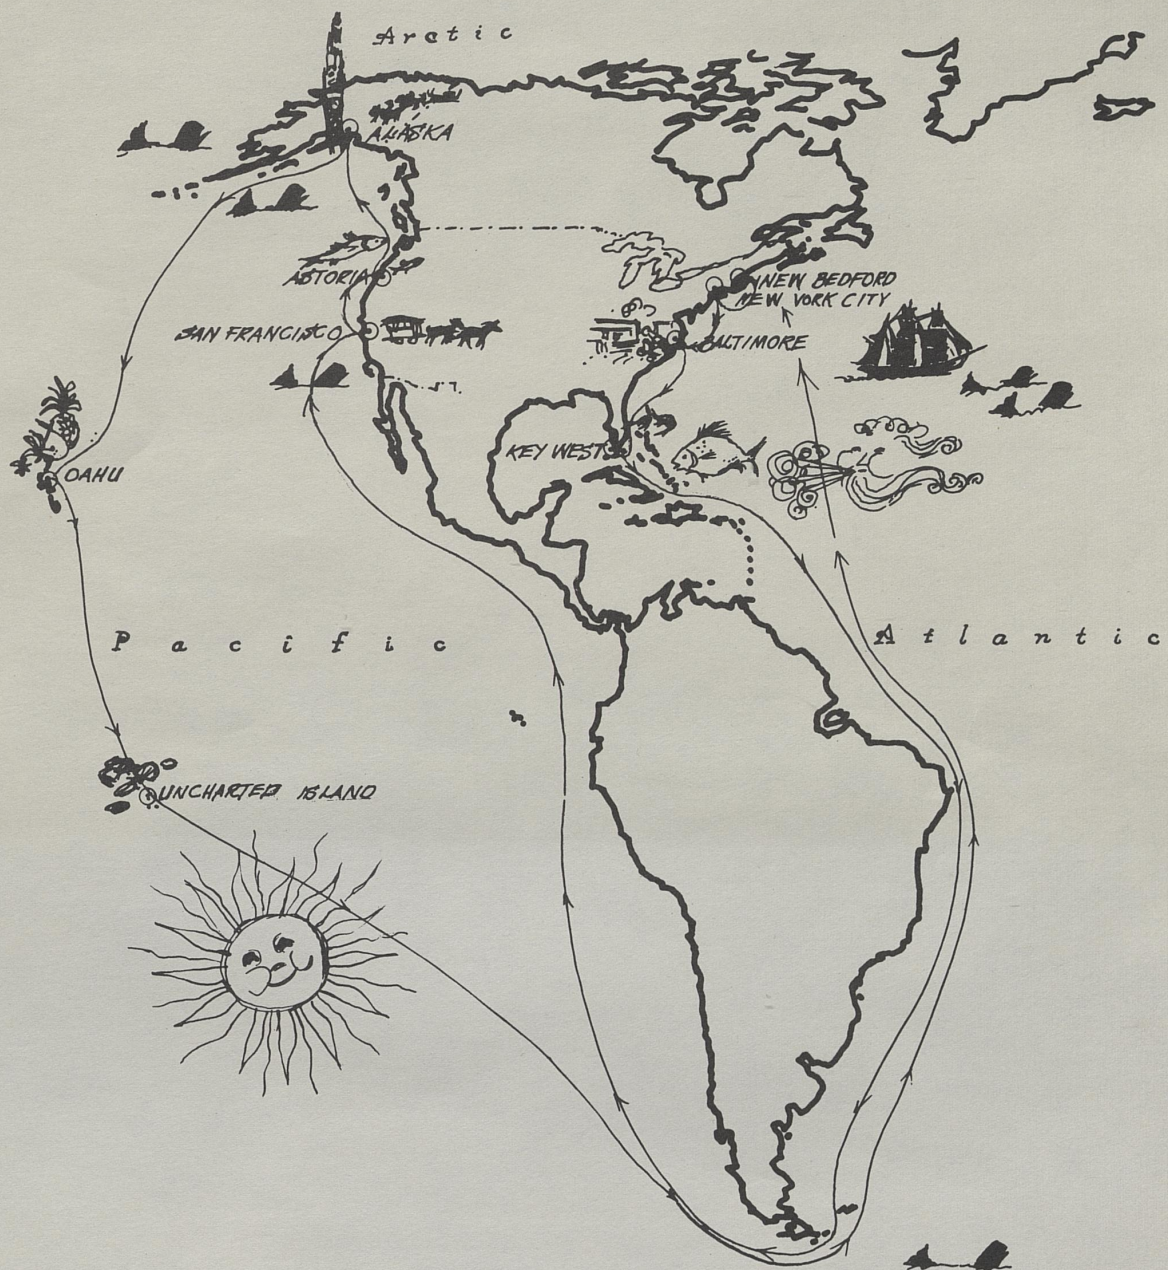 Arctic
ALASKA
ASTORIA
NEW BEDFORD
NEW YORK CITY
SAN FRANCISCO
BALTIMORE
KEY WEST
OAHU
Pacific
Atlantic
UNCHARTED ISLAND